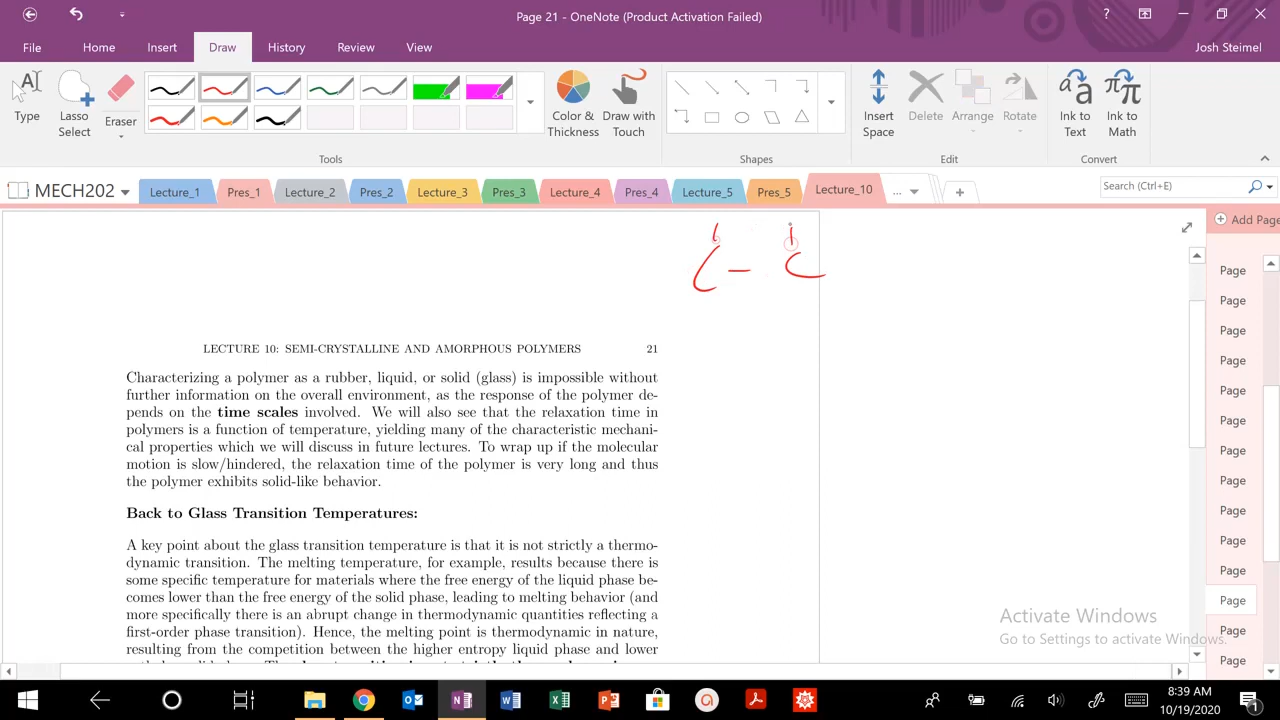 Page 21 - OneNote (Product Activation Failed)
?
File Home Insert Draw History Review View Josh Steimel
Type Lasso Select Eraser Color & Thickness Draw with Touch Insert Space Delete Arrange Rotate Ink to Text Ink to Math
Tools Shapes Edit Convert
MECH202 Lecture_1 Pres_1 Lecture_2 Pres_2 Lecture_3 Pres_3 Lecture_4 Pres_4 Lecture_5 Pres_5 Lecture_10 ... Search (Ctrl+E)
Add Page
Page
Page
Page
Page
Page
Page
Page
Page
Page
Page
Page
Page
Page
Page
LECTURE 10: SEMI-CRYSTALLINE AND AMORPHOUS POLYMERS 21
Characterizing a polymer as a rubber, liquid, or solid (glass) is impossible without
further information on the overall environment, as the response of the polymer de-
pends on the time scales involved. We will also see that the relaxation time in
polymers is a function of temperature, yielding many of the characteristic mechani-
cal properties which we will discuss in future lectures. To wrap up if the molecular
motion is slow/hindered, the relaxation time of the polymer is very long and thus
the polymer exhibits solid-like behavior.
Back to Glass Transition Temperatures:
A key point about the glass transition temperature is that it is not strictly a thermo-
dynamic transition. The melting temperature, for example, results because there is
some specific temperature for materials where the free energy of the liquid phase be-
comes lower than the free energy of the solid phase, leading to melting behavior (and
more specifically there is an abrupt change in thermodynamic quantities reflecting a
first-order phase transition). Hence, the melting point is thermodynamic in nature,
resulting from the competition between the higher entropy liquid phase and lower
Activate Windows
Go to Settings to activate Windows.
8:39 AM
10/19/2020